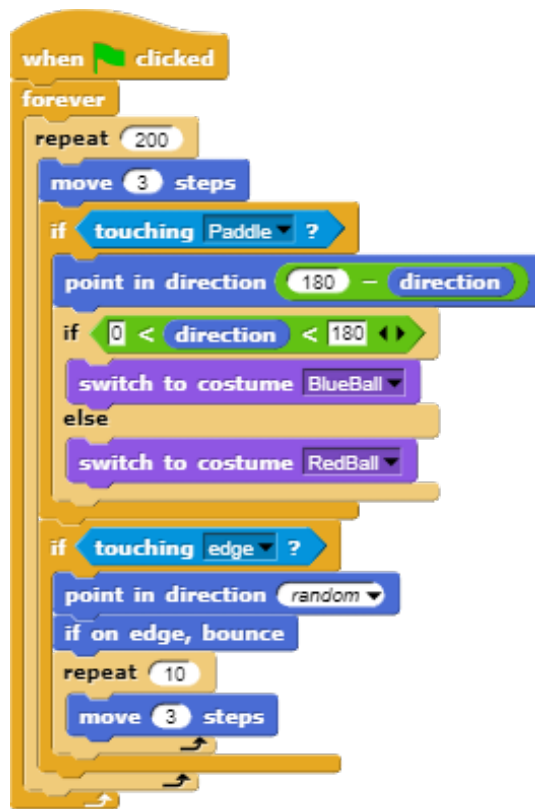 when clicked
forever
repeat 200
move 3 steps
if touching Paddle ?
point in direction 180 − direction
if 0 < direction < 180
switch to costume BlueBall
else
switch to costume RedBall
if touching edge ?
point in direction random
if on edge, bounce
repeat 10
move 3 steps